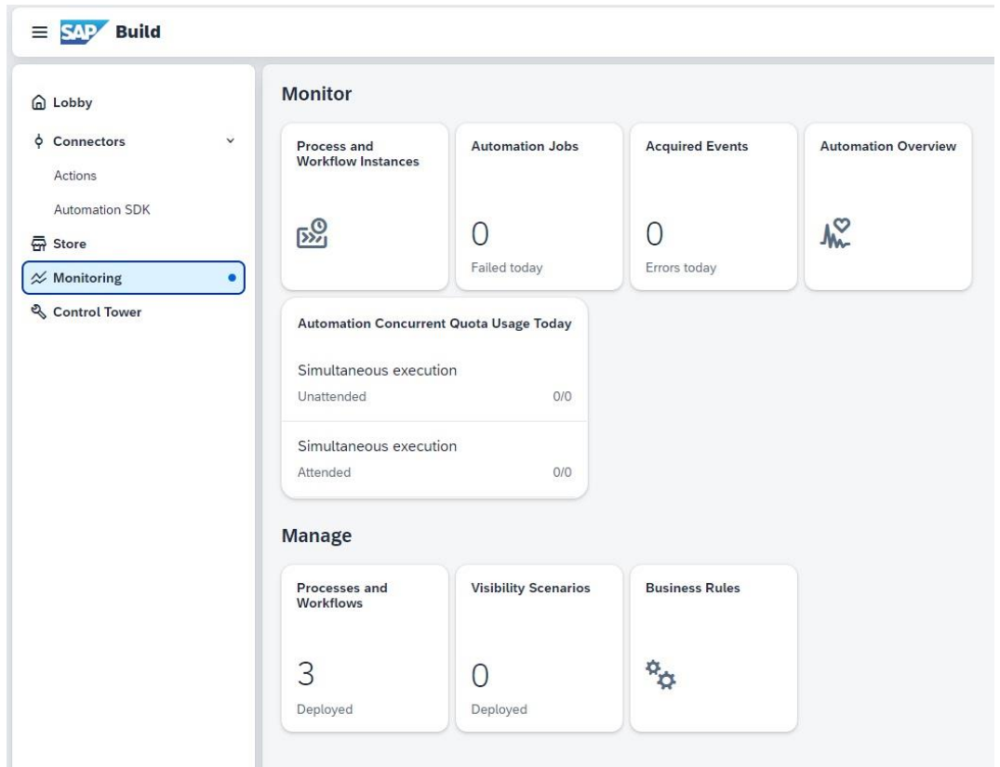 SAP Build
Lobby
Connectors
Actions
Automation SDK
Store
Monitoring
Control Tower
Monitor
Process and
Workflow Instances
Automation Jobs
0
Failed today
Acquired Events
0
Errors today
Automation Overview
Automation Concurrent Quota Usage Today
Simultaneous execution
Unattended 0/0
Simultaneous execution
Attended 0/0
Manage
Processes and
Workflows
3
Deployed
Visibility Scenarios
0
Deployed
Business Rules